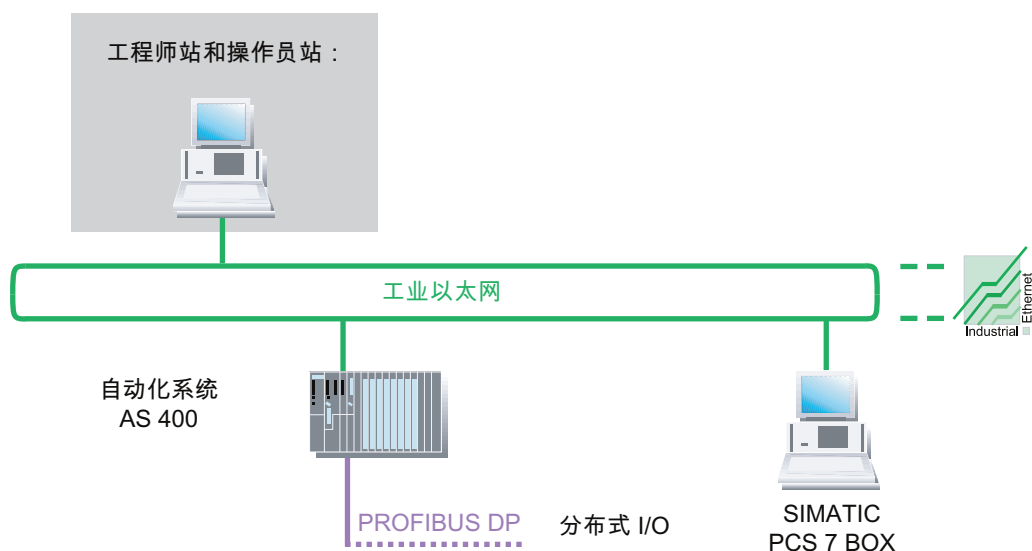 工程师站和操作员站：
工业以太网
Industrial
Ethernet
自动化系统
AS 400
PROFIBUS DP
分布式 I/O
SIMATIC
PCS 7 BOX